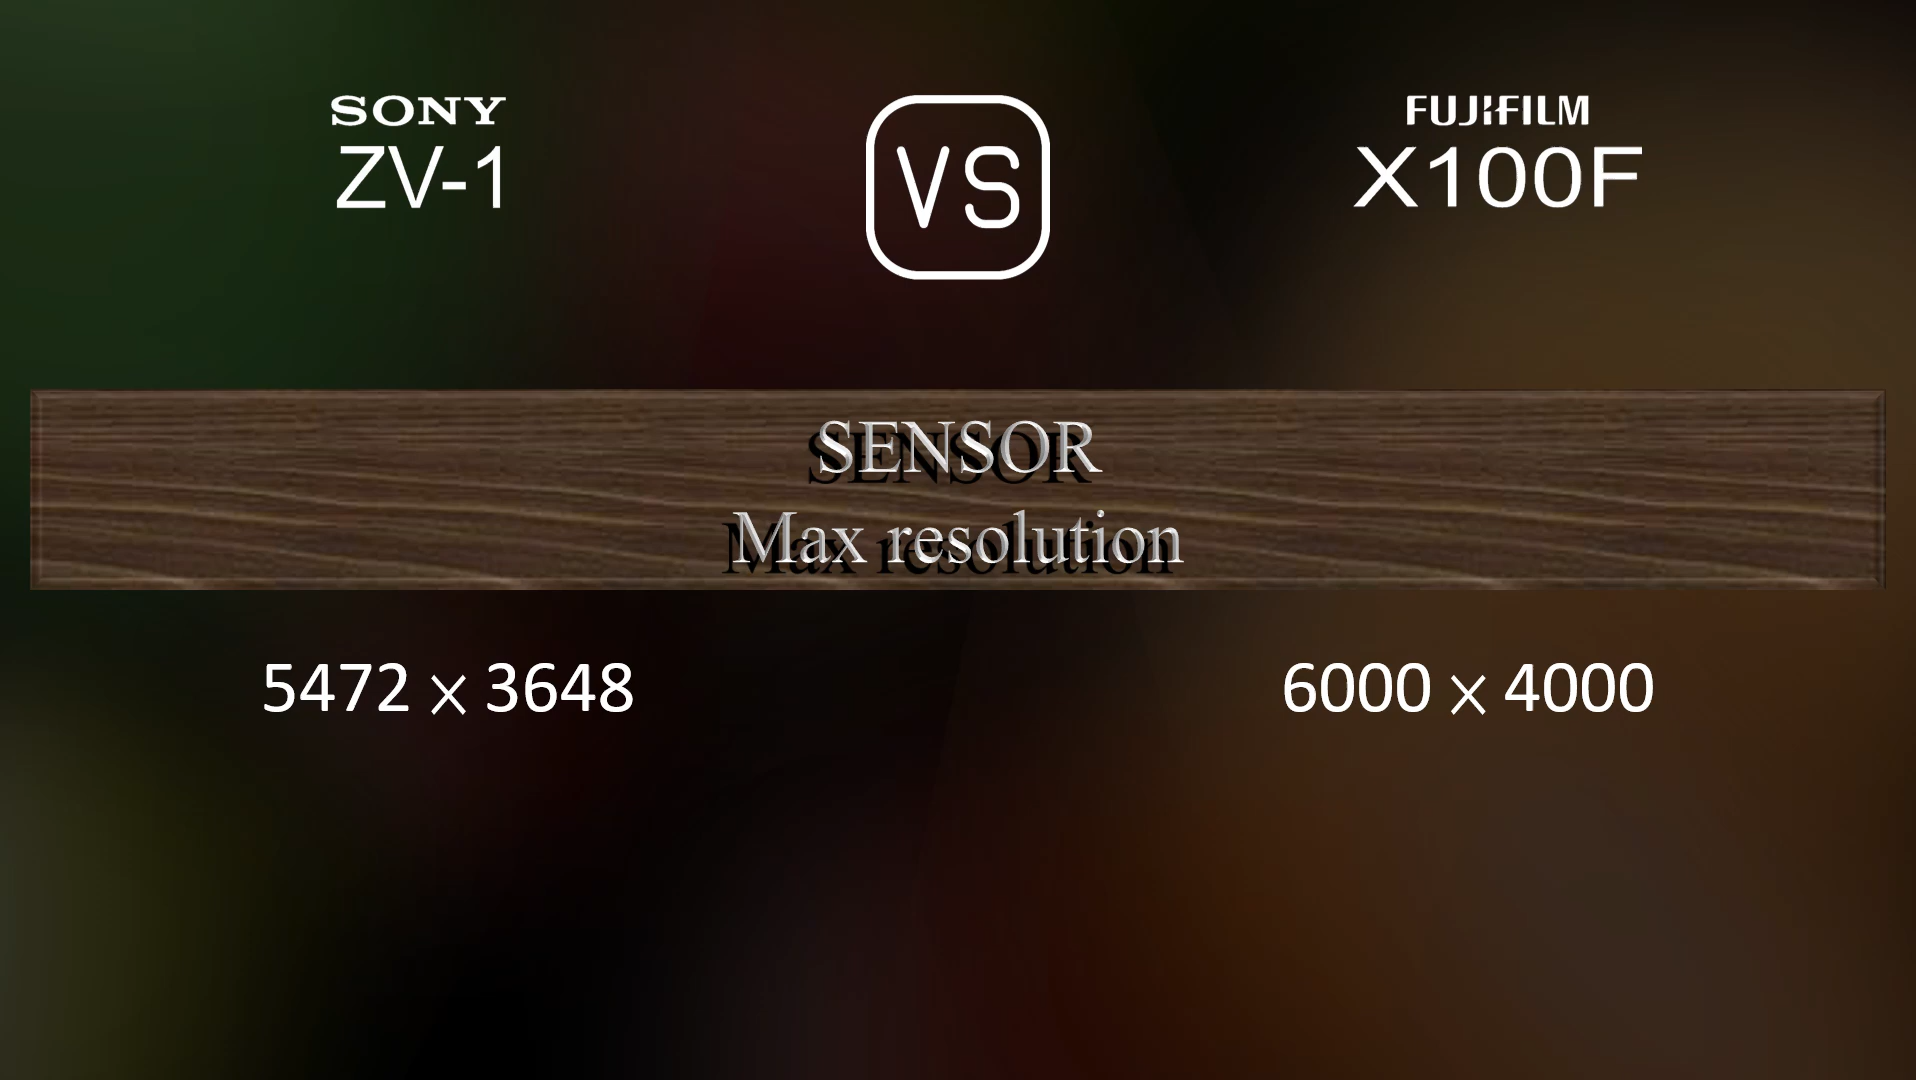 SONY
ZV-1
VS
FUJIFILM
X100F
SENSOR
Max resolution
5472 x 3648
6000 x 4000